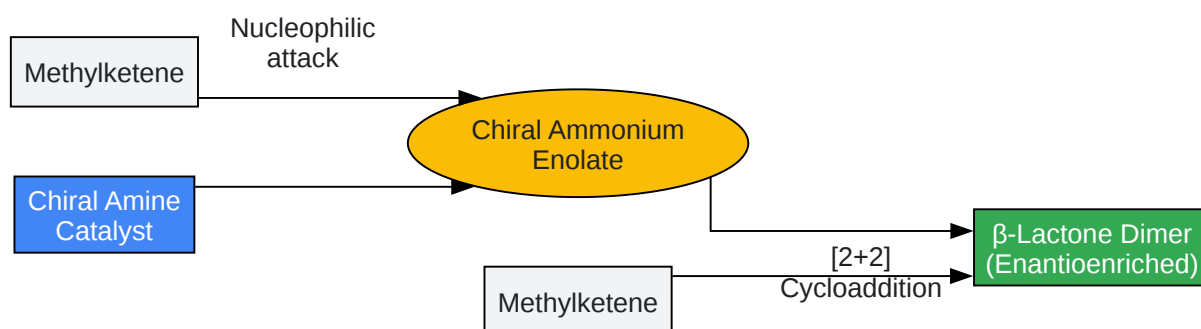 Nucleophilic
attack
Methylketene
Chiral Ammonium
Enolate
Chiral Amine
Catalyst
β-Lactone Dimer
(Enantioenriched)
[2+2]
Cycloaddition
Methylketene